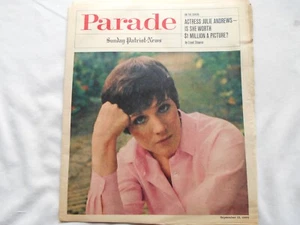 Parade
Sunday Patriot-News
ACTRESS JULIE ANDREWS—
IS SHE WORTH
$1 MILLION A PICTURE?